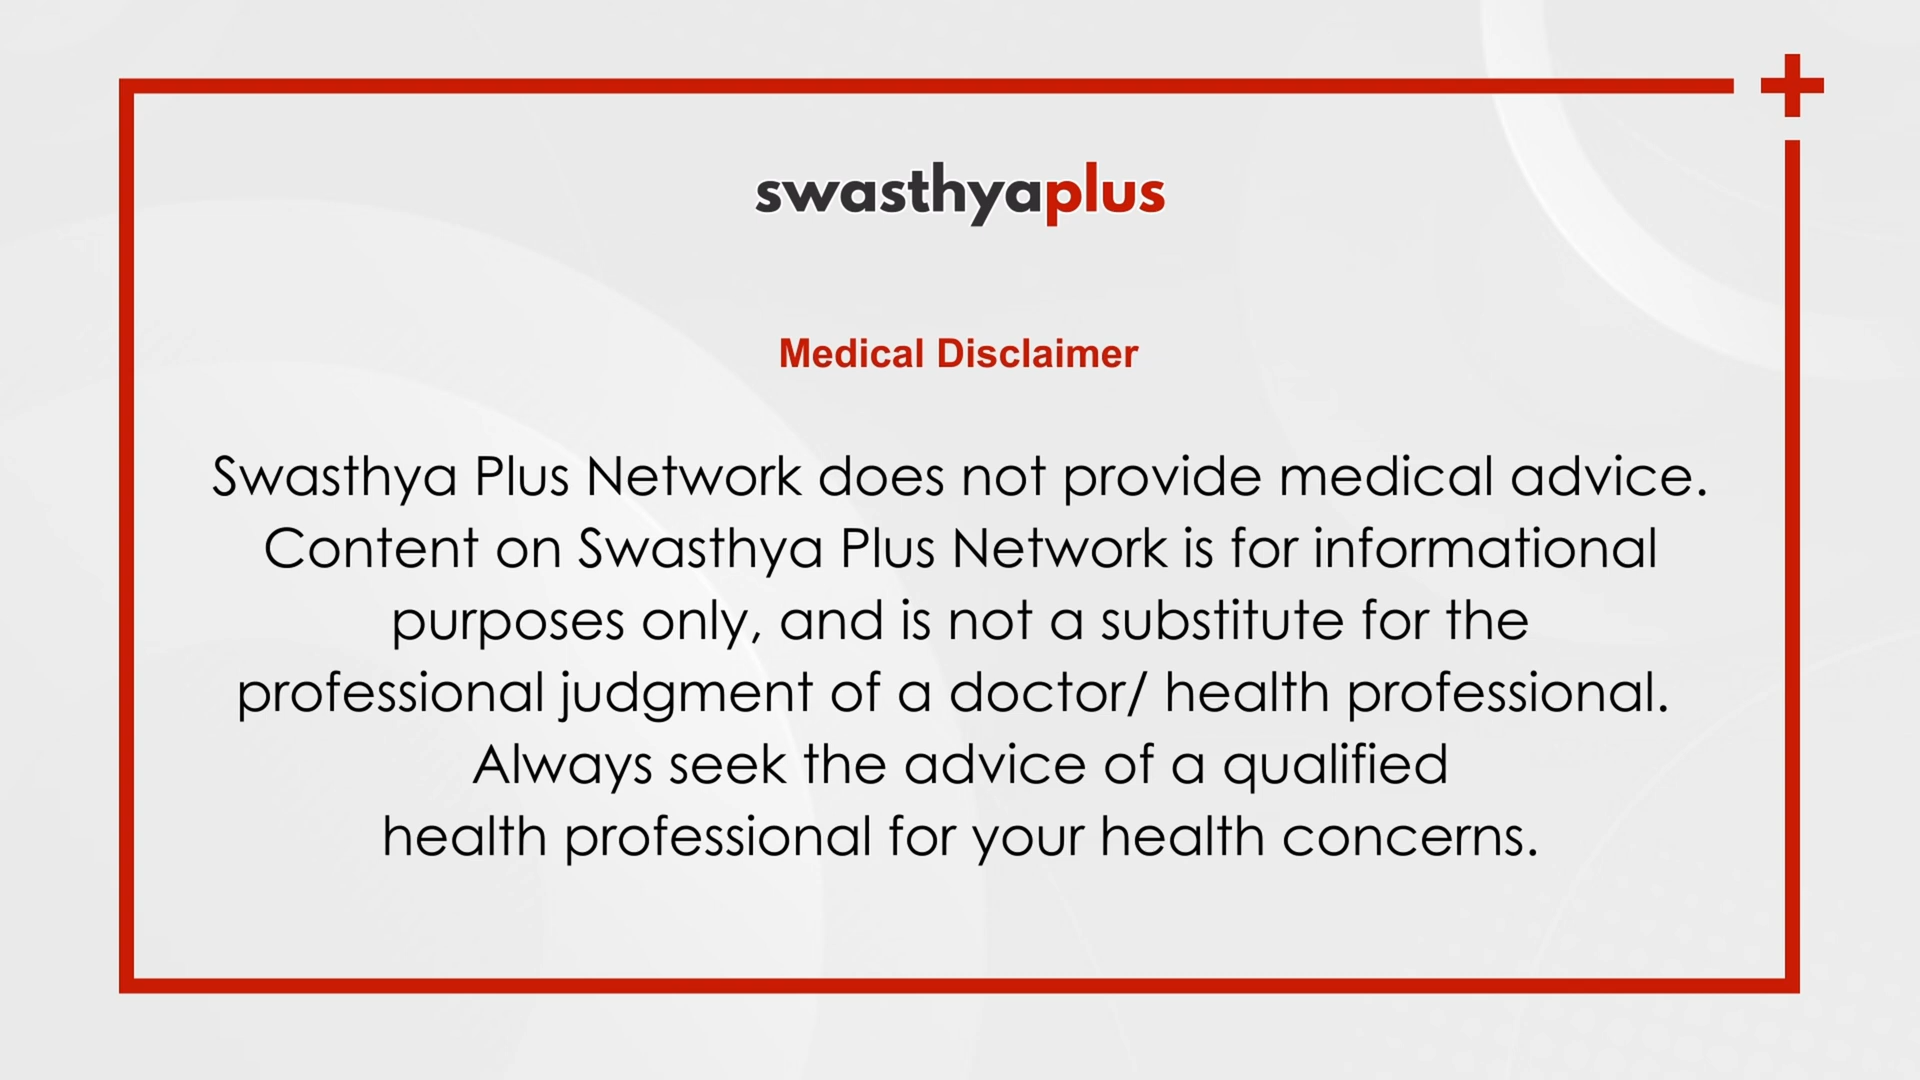 swasthyaplus
Medical Disclaimer
Swasthya Plus Network does not provide medical advice.
Content on Swasthya Plus Network is for informational
purposes only, and is not a substitute for the
professional judgment of a doctor/ health professional.
Always seek the advice of a qualified
health professional for your health concerns.